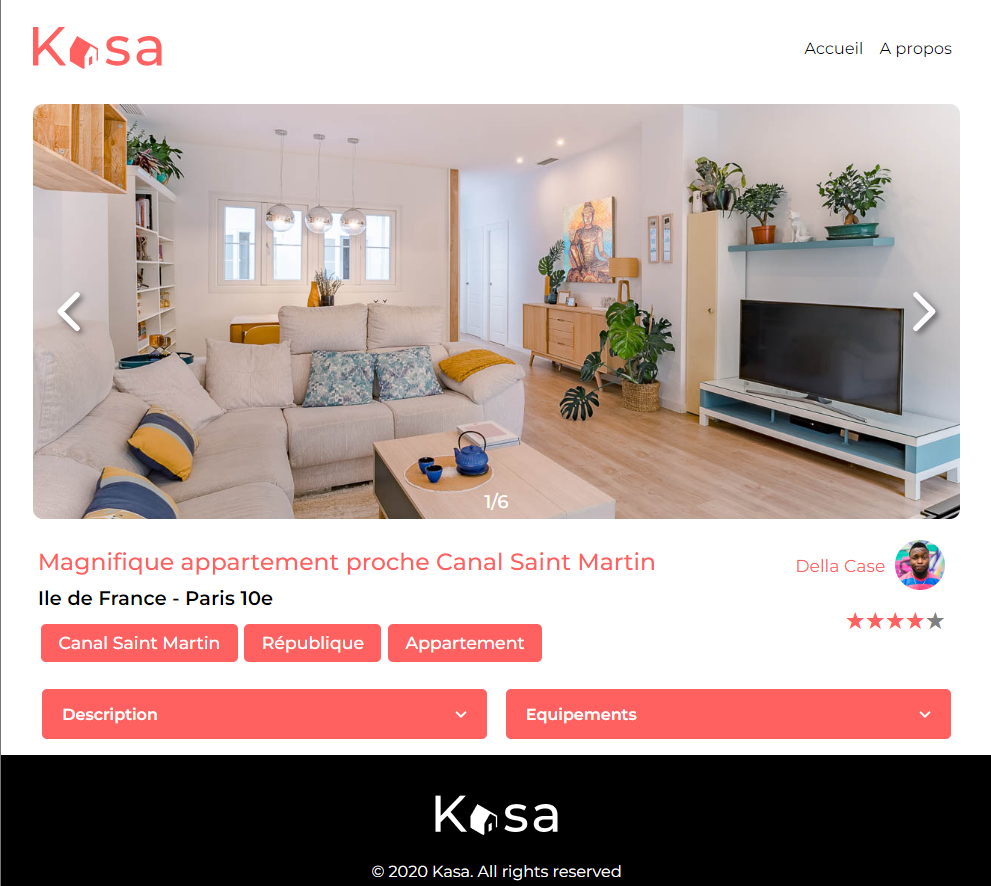 Kasa
Accueil A propos
1/6
Magnifique appartement proche Canal Saint Martin
Della Case
Ile de France - Paris 10e
Canal Saint Martin République Appartement
Description Equipements
Kasa
© 2020 Kasa. All rights reserved